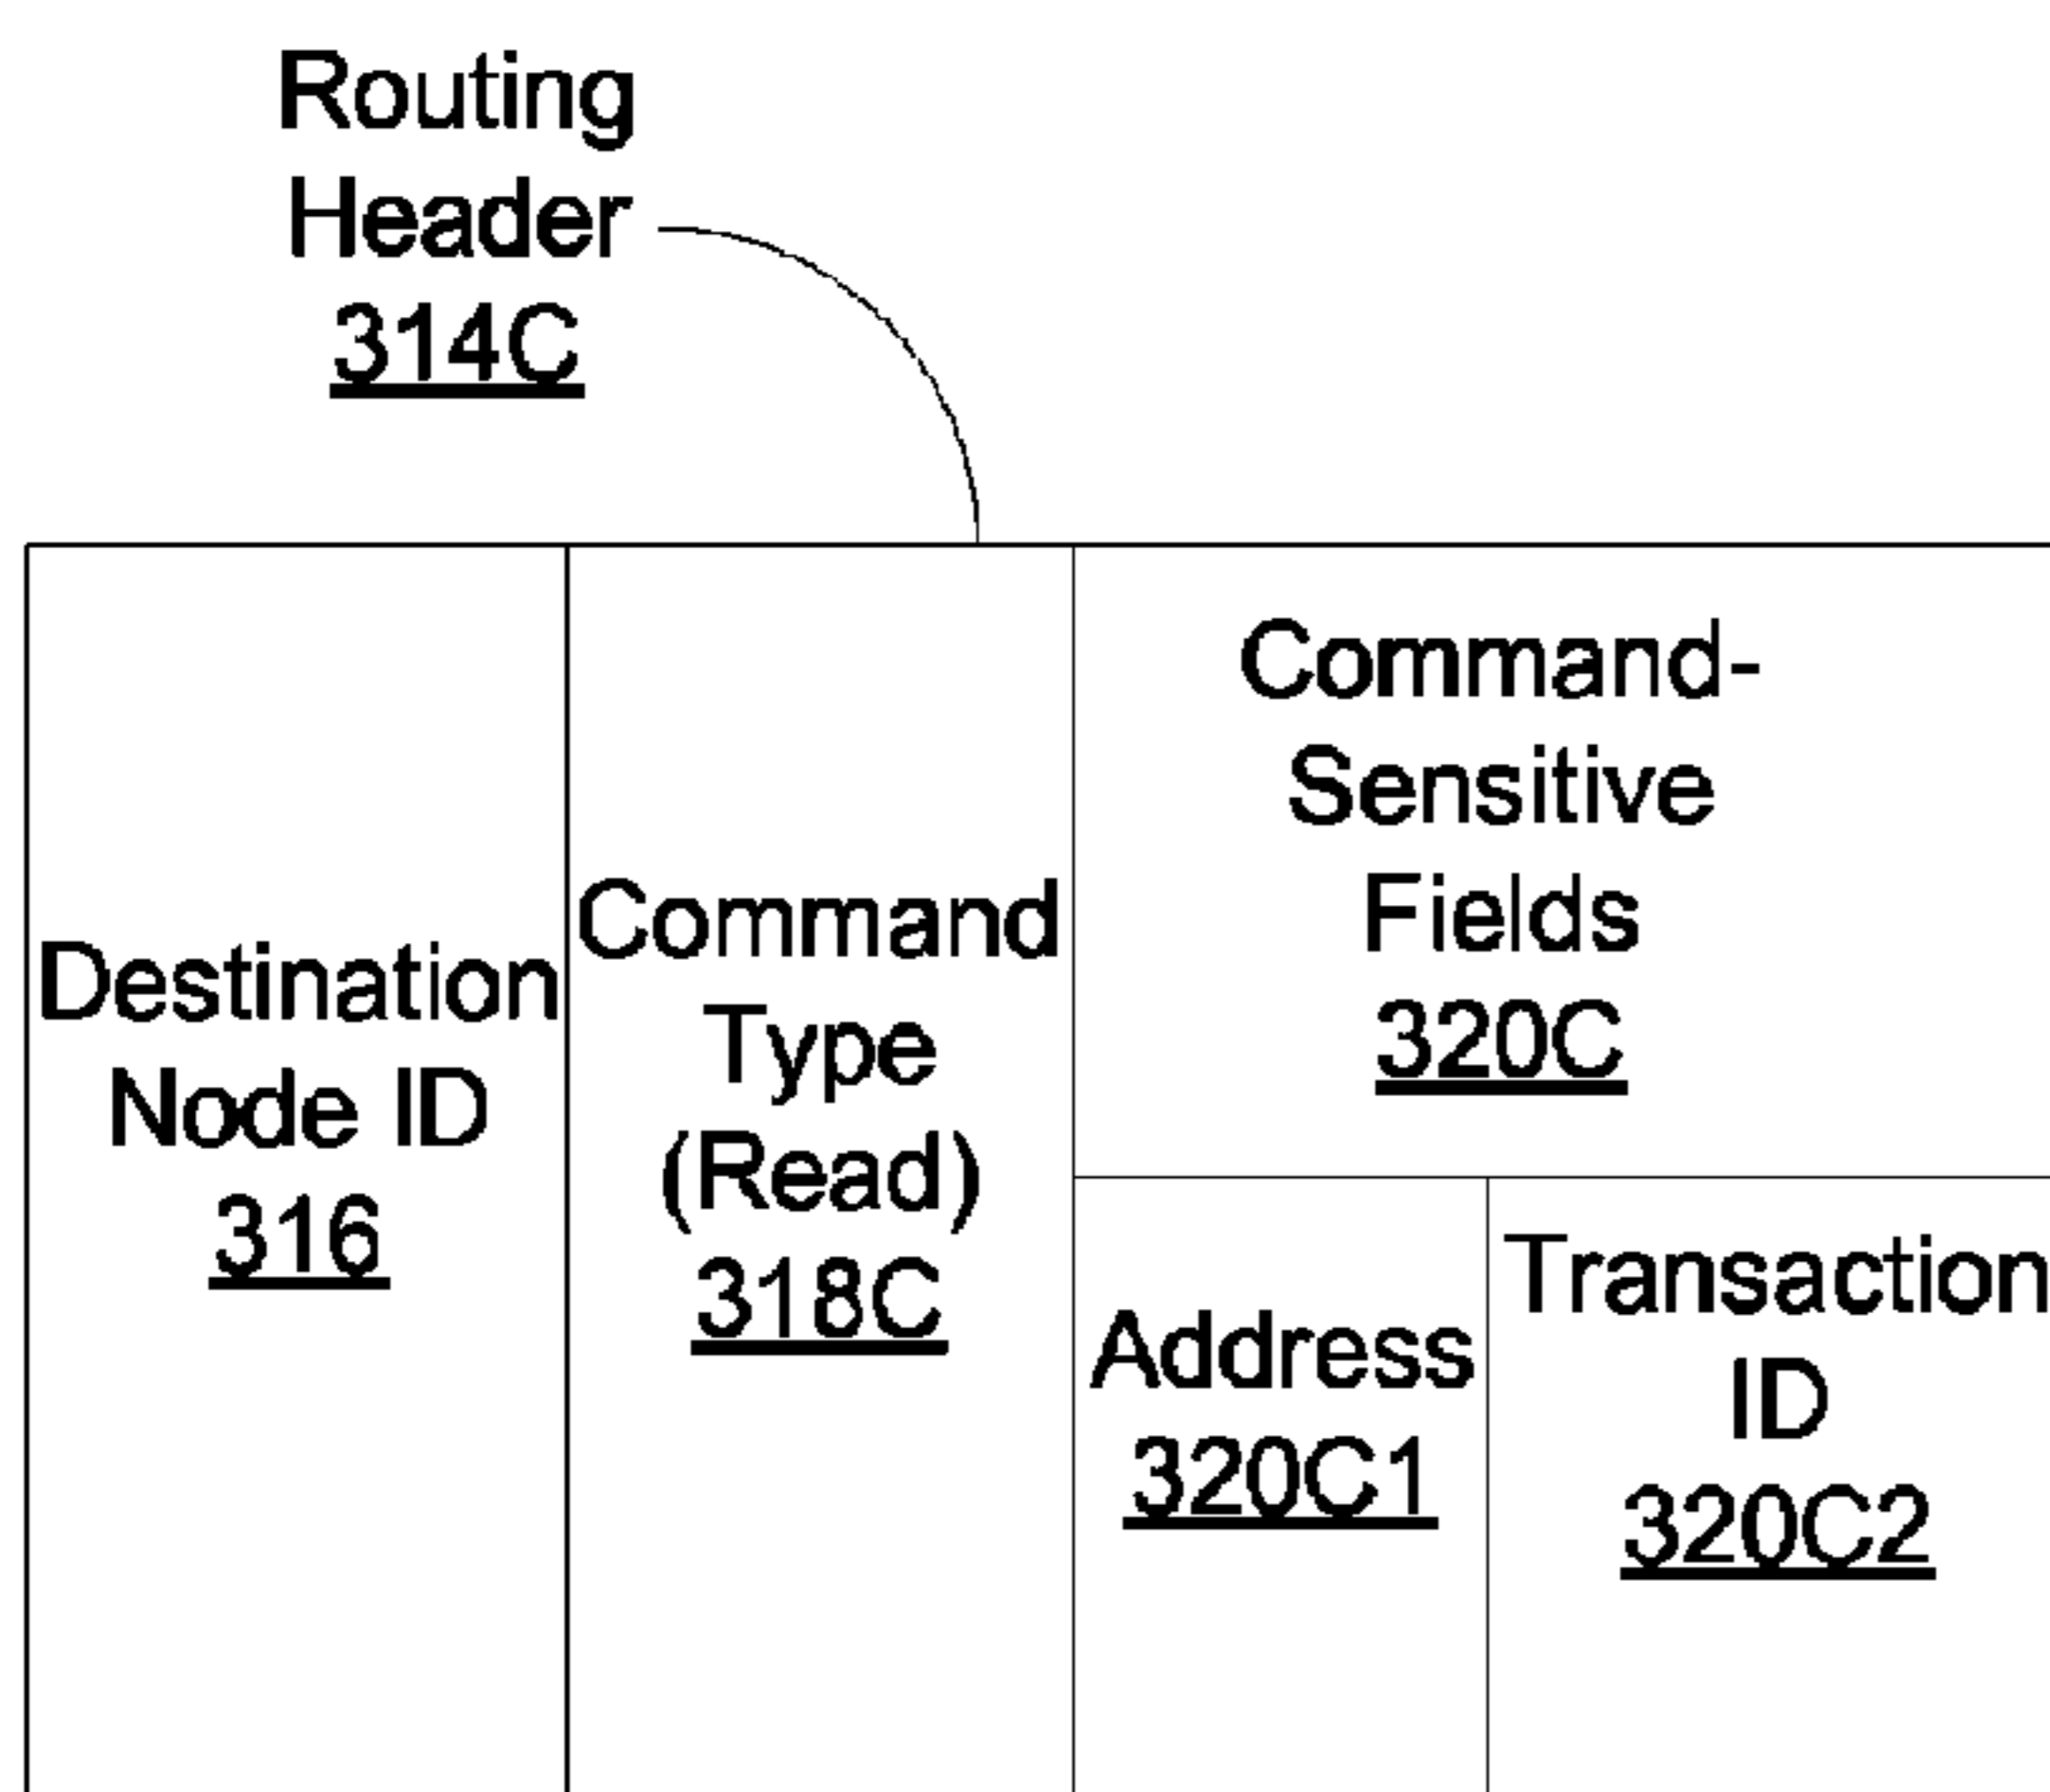 Routing
Header
314C
Destination
Node ID
316
Command
Type
(Read)
318C
Command-
Sensitive
Fields
320C
Address
320C1
Transaction
ID
320C2